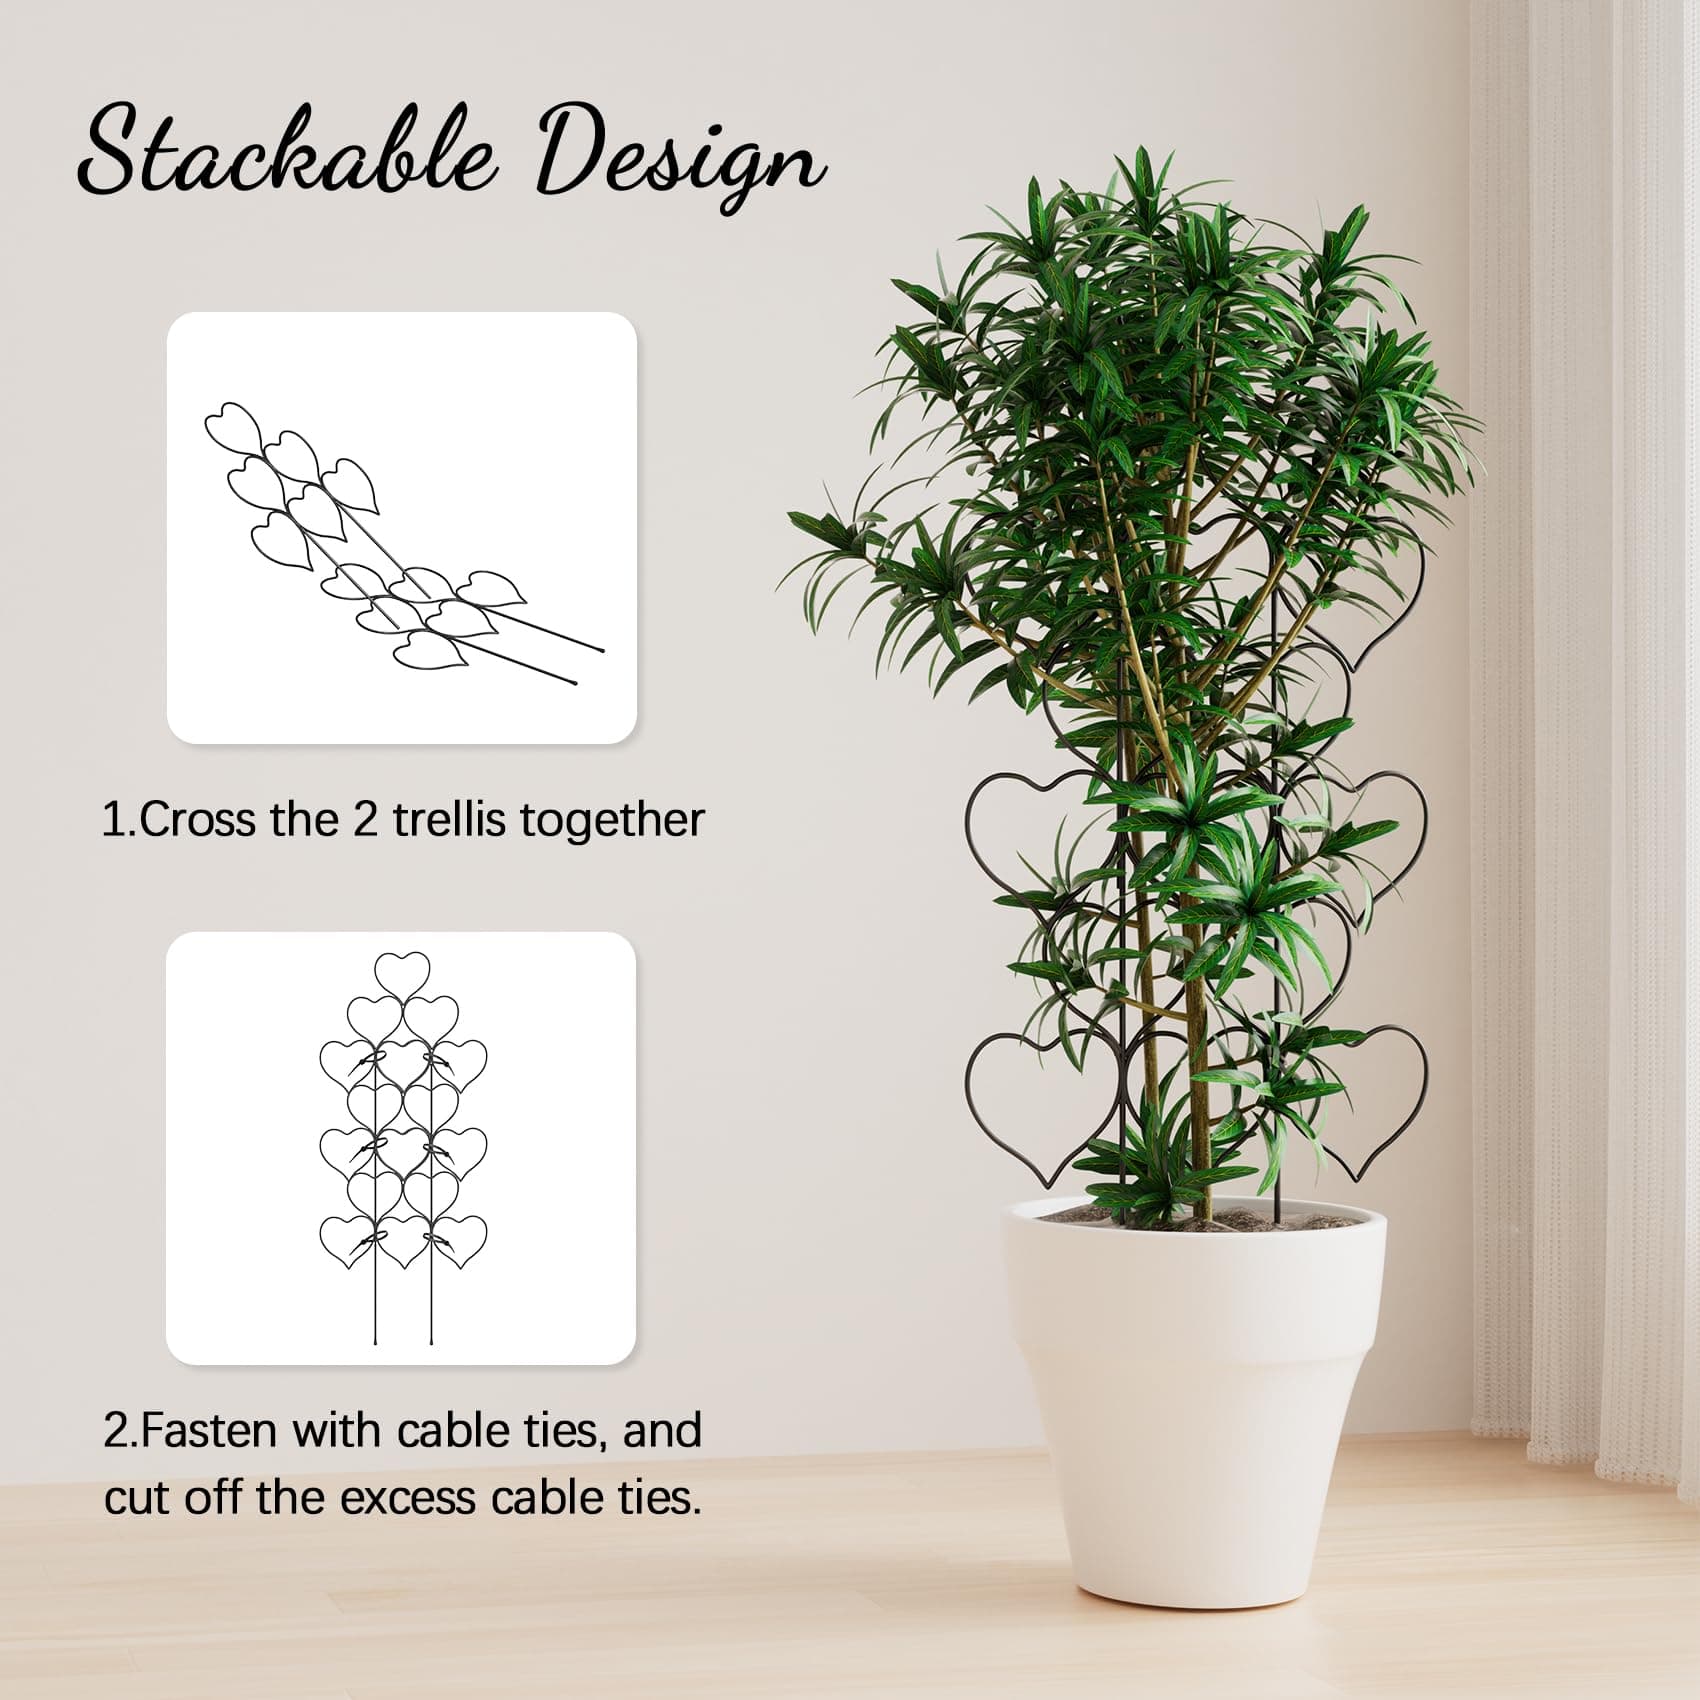 Stackable Design
1.Cross the 2 trellis together
2.Fasten with cable ties, and
cut off the excess cable ties.